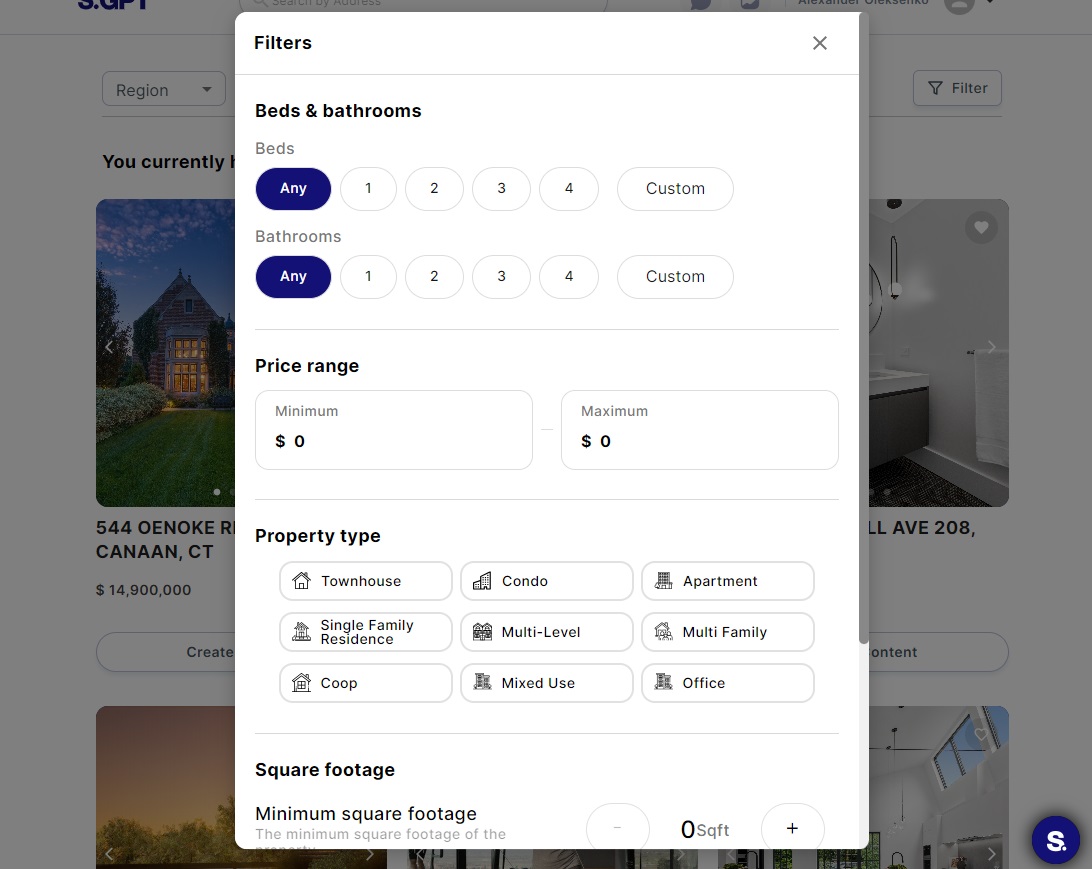 S.GPT
Search by Address
Alexander Oleksenko
Filters
Region
Filter
Beds & bathrooms
Beds
You currently h
Any 1 2 3 4 Custom
Bathrooms
Any 1 2 3 4 Custom
Price range
Minimum
$ 0
Maximum
$ 0
Property type
544 OENOKE RI
CANAAN, CT
LL AVE 208,
$ 14,900,000
Townhouse
Condo
Apartment
Single Family
Residence
Multi-Level
Multi Family
Coop
Mixed Use
Office
Create
ontent
Square footage
Minimum square footage
The minimum square footage of the
property
− 0Sqft +
S.